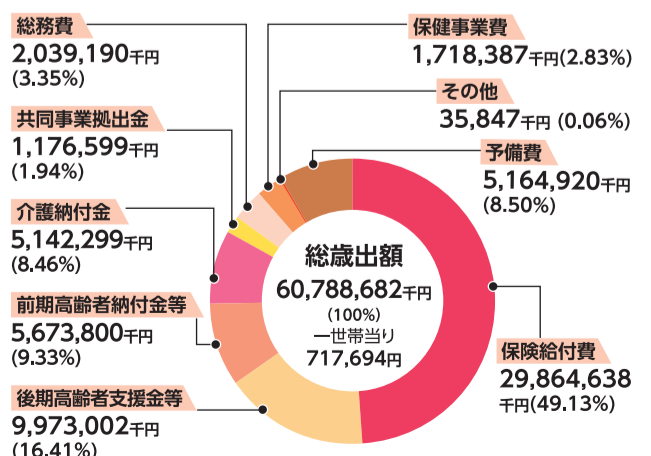 総務費
2,039,190千円
(3.35%)
共同事業拠出金
1,176,599千円
(1.94%)
介護納付金
5,142,299千円
(8.46%)
前期高齢者納付金等
5,673,800千円
(9.33%)
後期高齢者支援金等
9,973,002千円
(16.41%)
保健事業費
1,718,387千円(2.83%)
その他
35,847千円 (0.06%)
予備費
5,164,920千円
(8.50%)
総歳出額
60,788,682千円
(100%)
一世帯当り
717,694円
保険給付費
29,864,638
千円(49.13%)